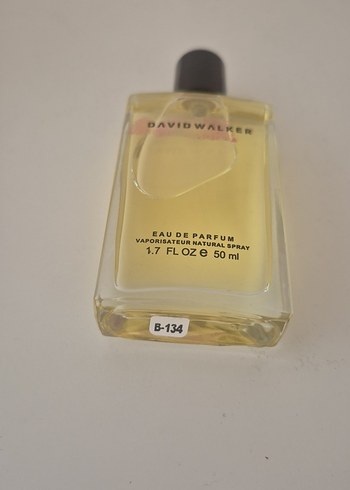 DAVID WALKER
EAU DE PARFUM
VAPORISATEUR NATURAL SPRAY
1.7 FL OZ e 50 ml
B-134